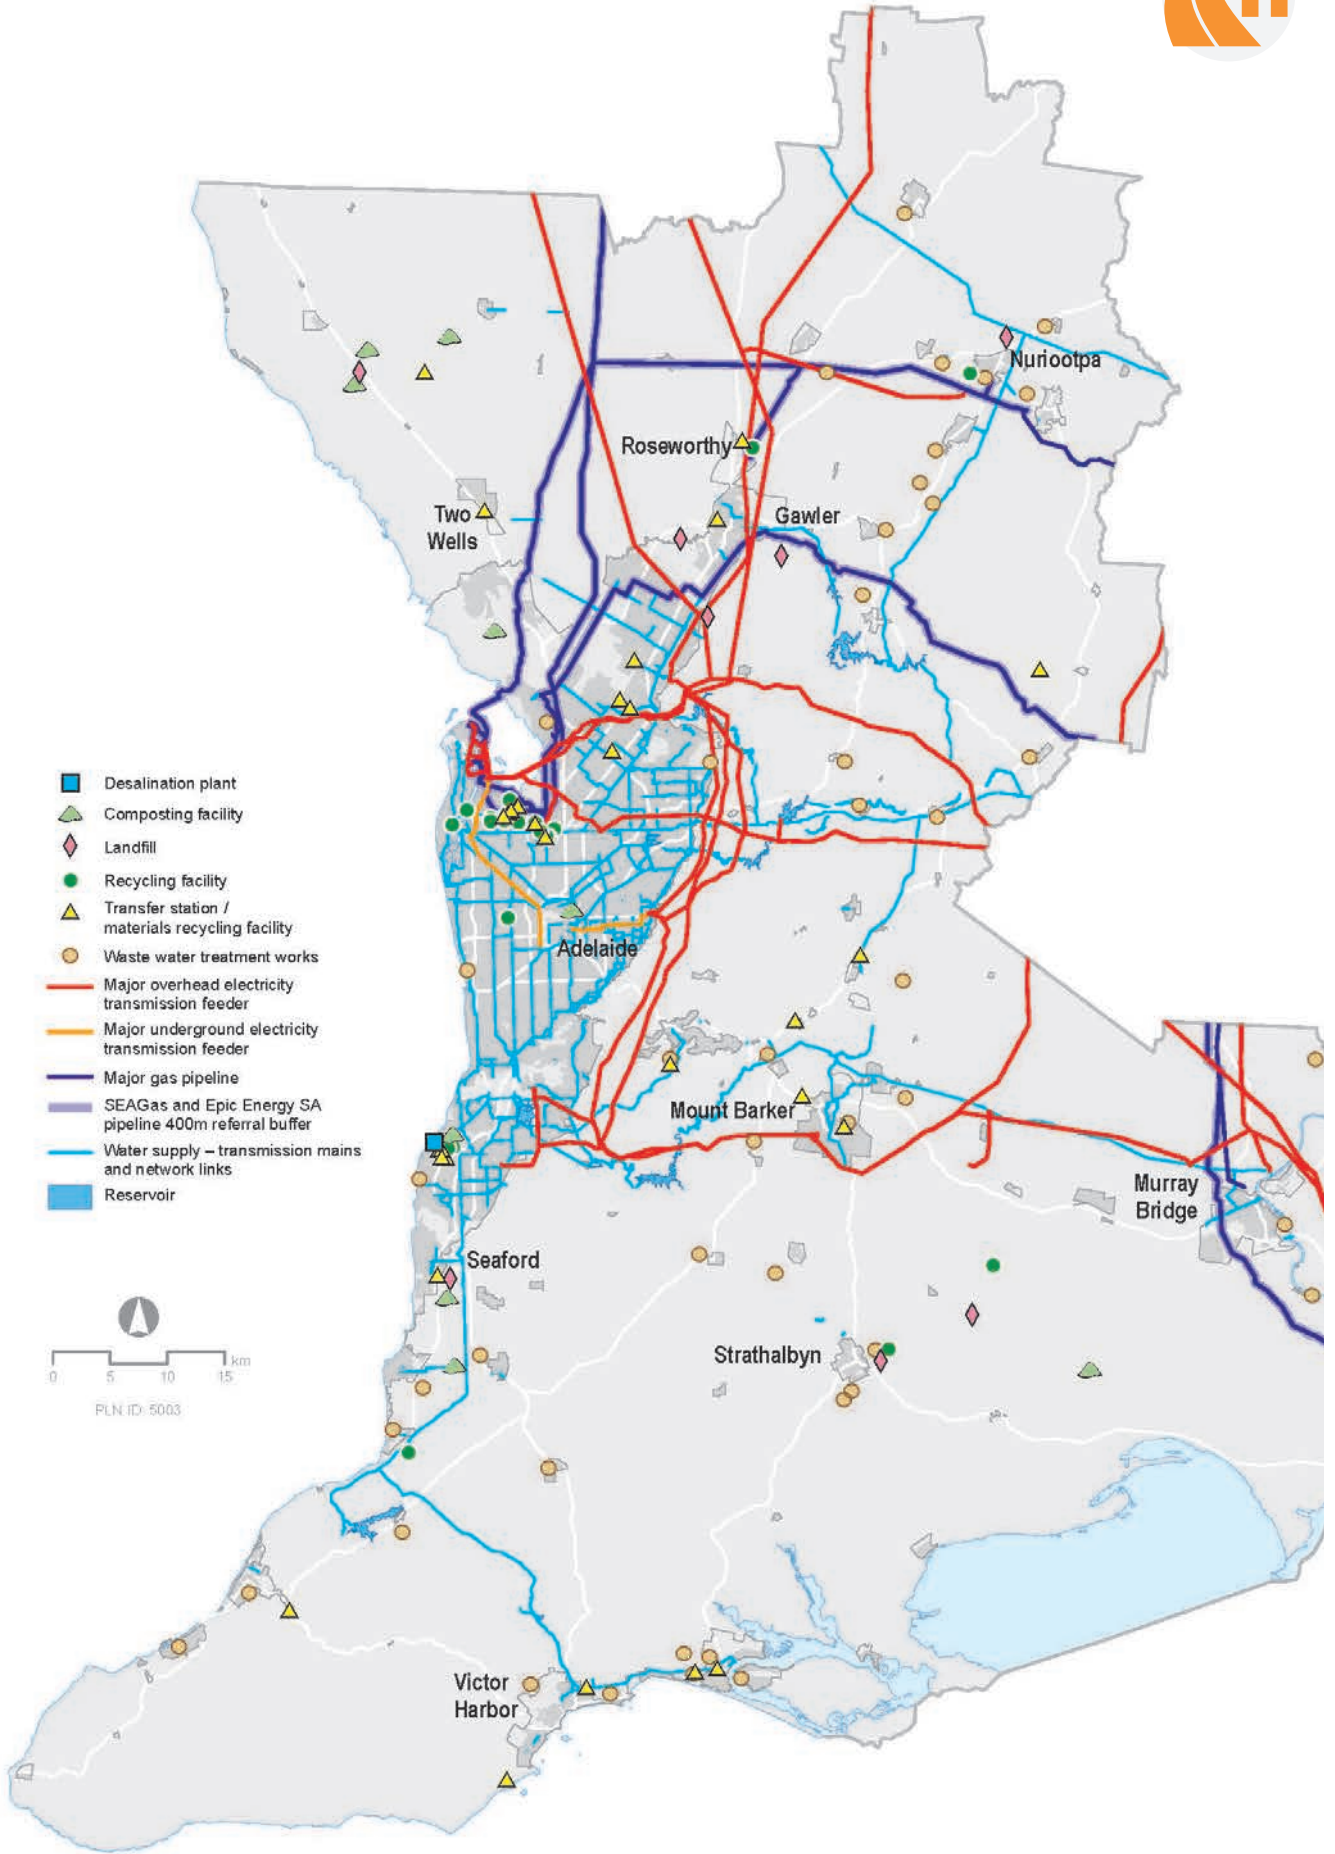 Nuriootpa
Roseworthy
Two
Wells
Gawler
Desalination plant
Composting facility
Landfill
Recycling facility
Transfer station /
materials recycling facility
Waste water treatment works
Major overhead electricity
transmission feeder
Major underground electricity
transmission feeder
Major gas pipeline
SEAGas and Epic Energy SA
pipeline 400m referral buffer
Water supply – transmission mains
and network links
Reservoir
Adelaide
Mount Barker
Murray
Bridge
Seaford
km
0 5 10 15
PLN ID: 5003
Strathalbyn
Victor
Harbor